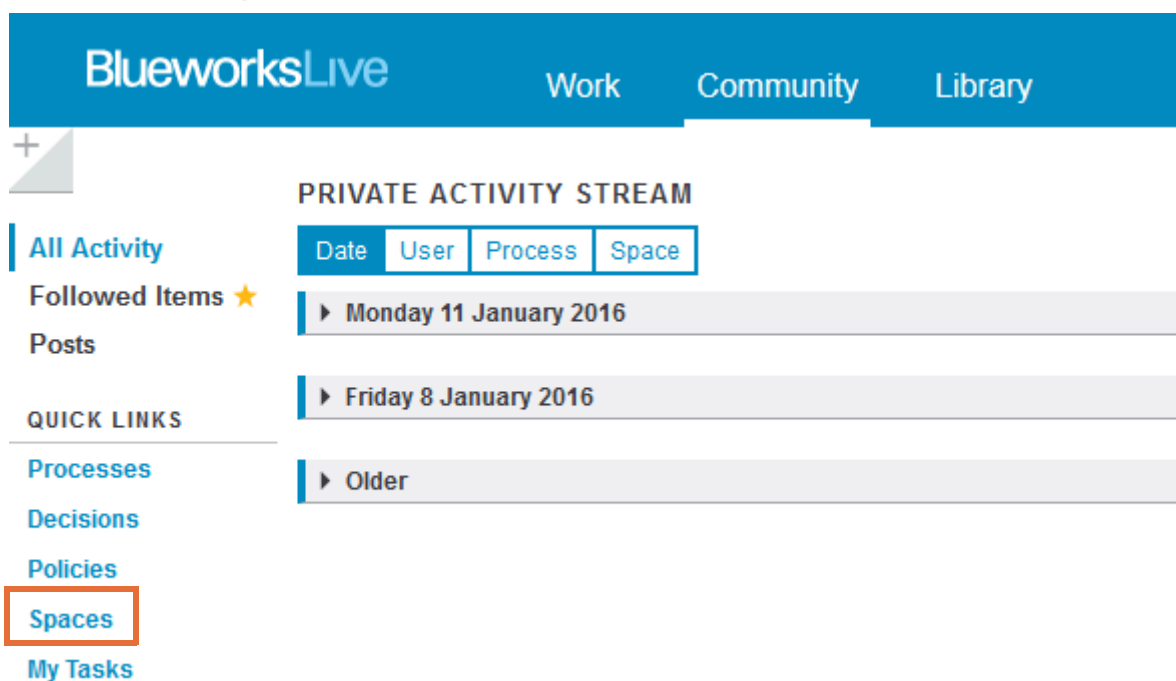 BlueworksLive
Work Community Library
+
PRIVATE ACTIVITY STREAM
All Activity
Date User Process Space
Followed Items
Monday 11 January 2016
Posts
Friday 8 January 2016
QUICK LINKS
Processes
Older
Decisions
Policies
Spaces
My Tasks